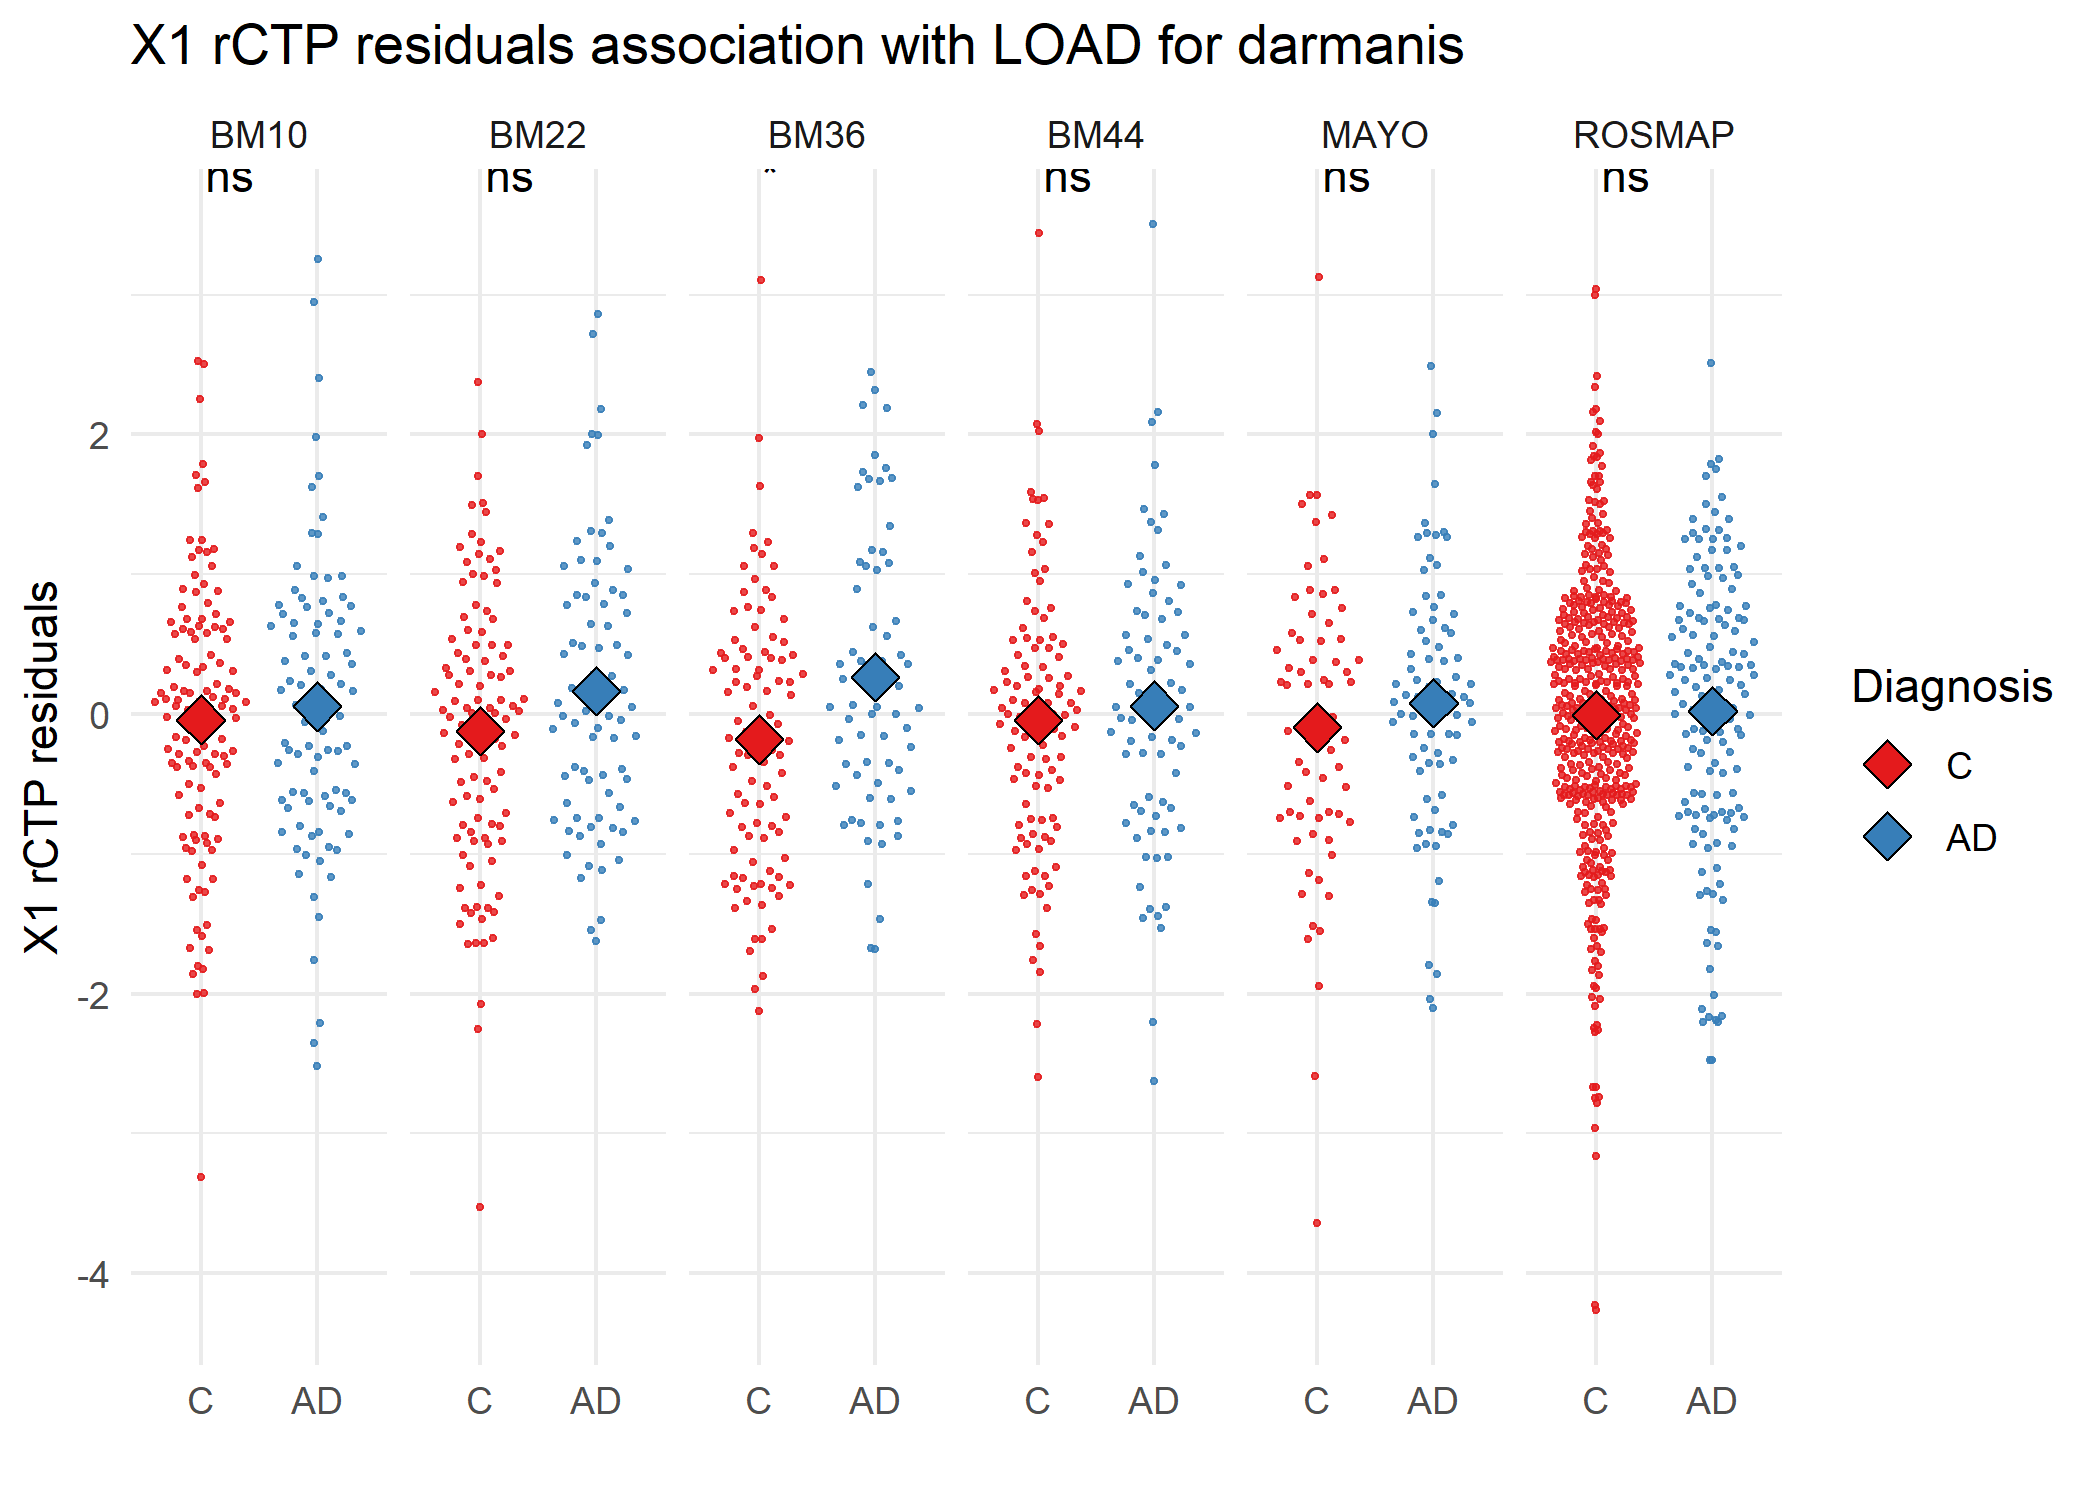 X1 rCTP residuals association with LOAD for darmanis
BM10 BM22 BM36 BM44 MAYO ROSMAP
ns ns * ns ns ns
2
0
-2
-4
X1 rCTP residuals
C AD C AD C AD C AD C AD C AD
Diagnosis
C
AD